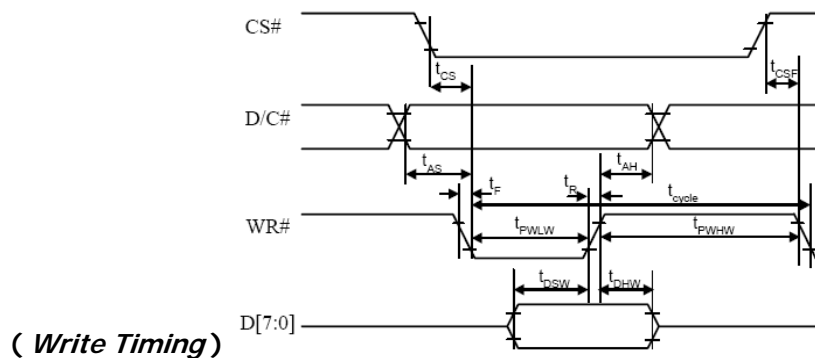 CS#
tCS
tCSF
D/C#
tAS
tF
tR
tAH
tcycle
WR#
tPWLW
tPWHW
tDSW
tDHW
( Write Timing)
D[7:0]